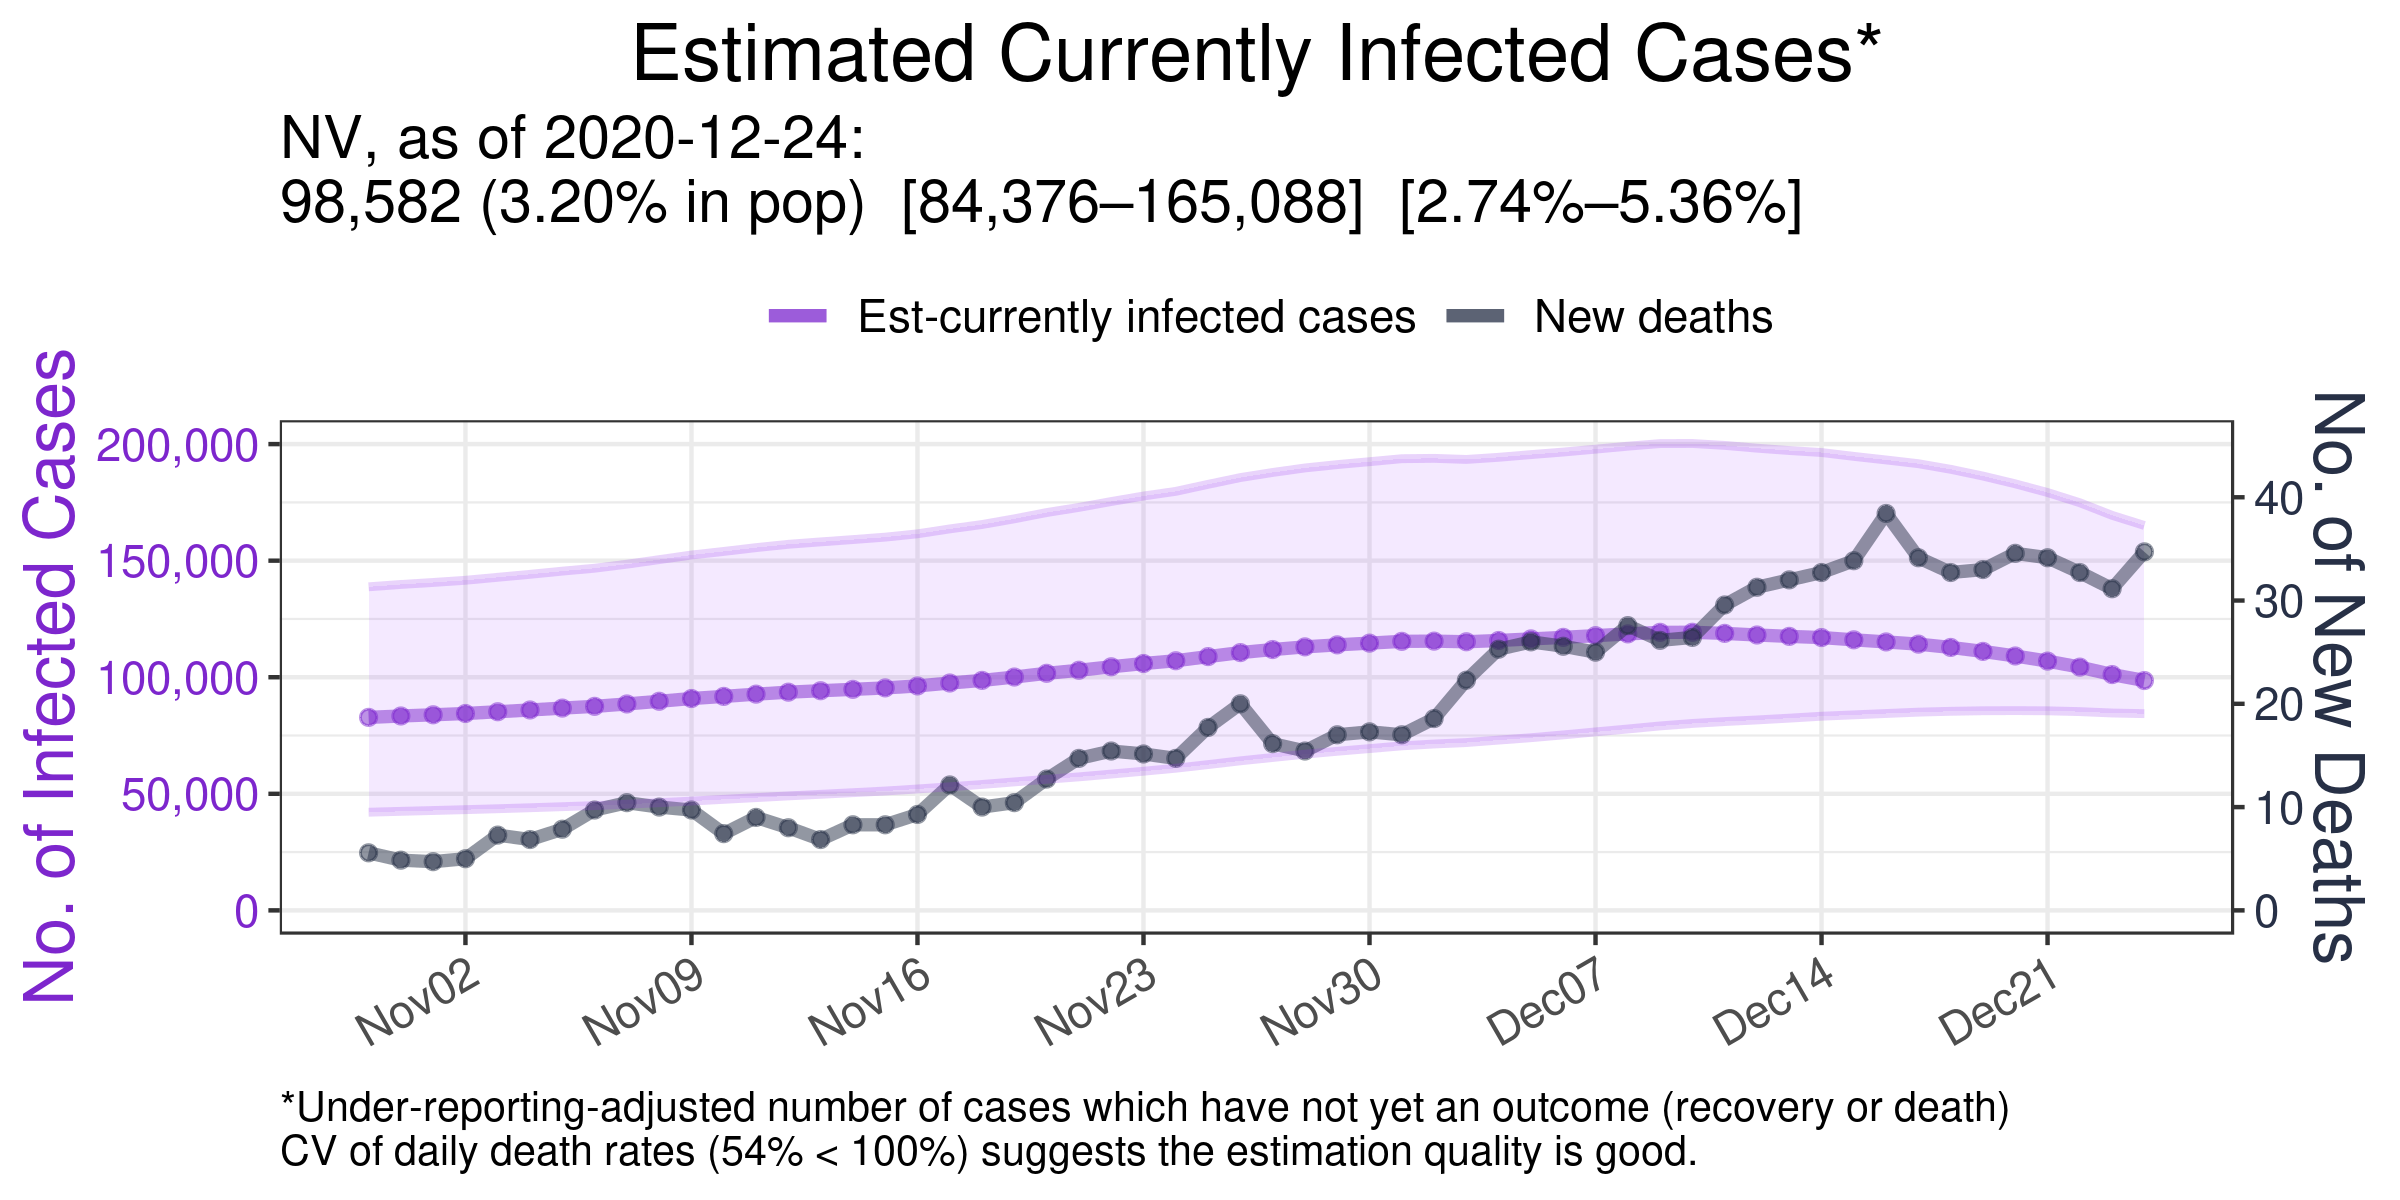 Estimated Currently Infected Cases*
NV, as of 2020-12-24:
98,582 (3.20% in pop)  [84,376–165,088]  [2.74%–5.36%]
Est-currently infected cases
New deaths
No. of Infected Cases
200,000
150,000
100,000
50,000
0
No. of New Deaths
40
30
20
10
0
Nov02
Nov09
Nov16
Nov23
Nov30
Dec07
Dec14
Dec21
*Under-reporting-adjusted number of cases which have not yet an outcome (recovery or death)
CV of daily death rates (54% < 100%) suggests the estimation quality is good.